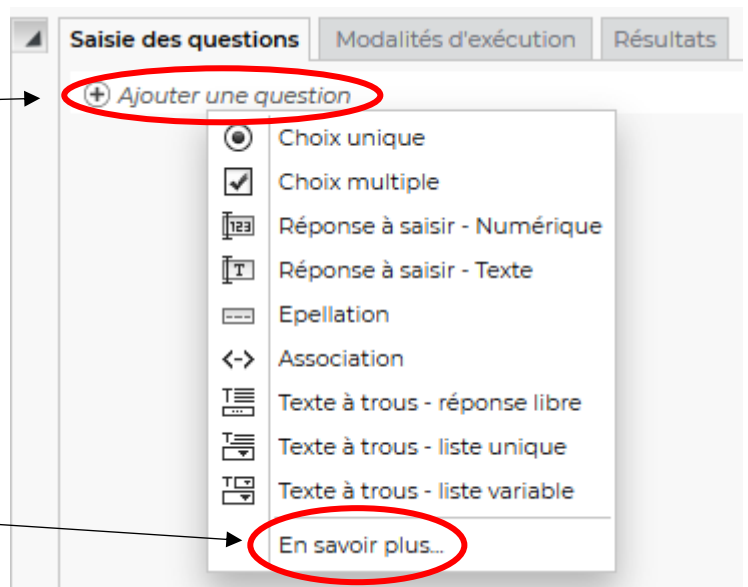 Saisie des questions Modalités d'exécution Résultats
Ajouter une question
Choix unique
Choix multiple
123 Réponse à saisir - Numérique
T Réponse à saisir - Texte
Epellation
<-> Association
T Texte à trous - réponse libre
T Texte à trous - liste unique
T Texte à trous - liste variable
En savoir plus...